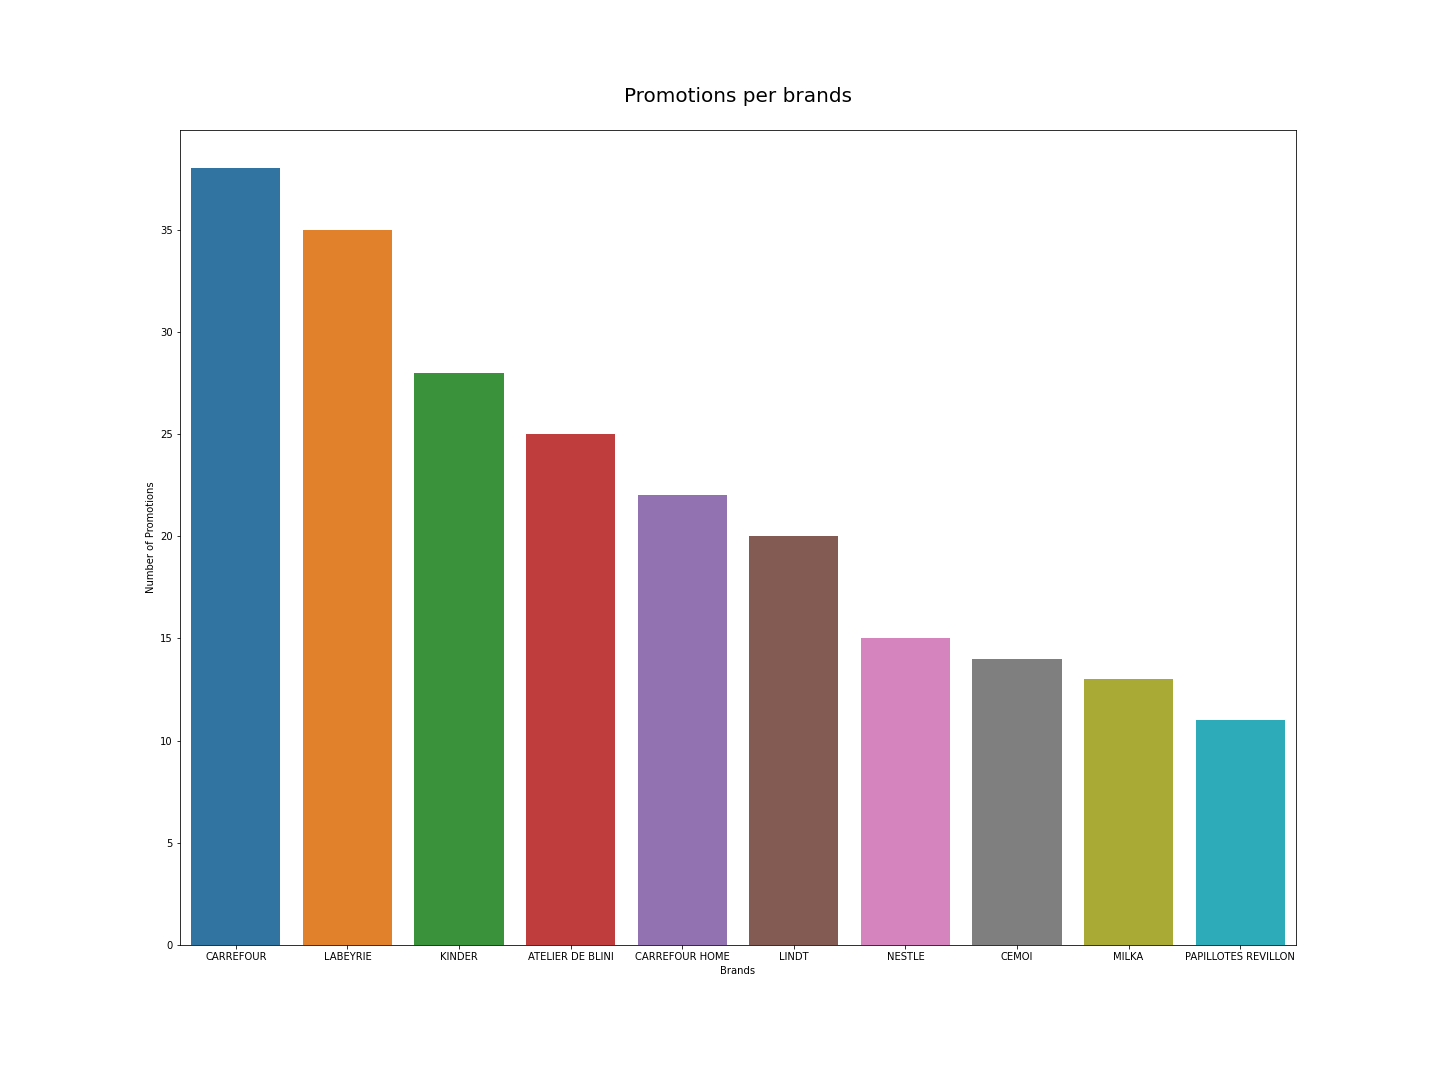 Promotions per brands
35
30
25
20
15
10
5
0
Number of Promotions
CARREFOUR LABEYRIE KINDER ATELIER DE BLINI CARREFOUR HOME LINDT NESTLE CEMOI MILKA PAPILLOTES REVILLON
Brands